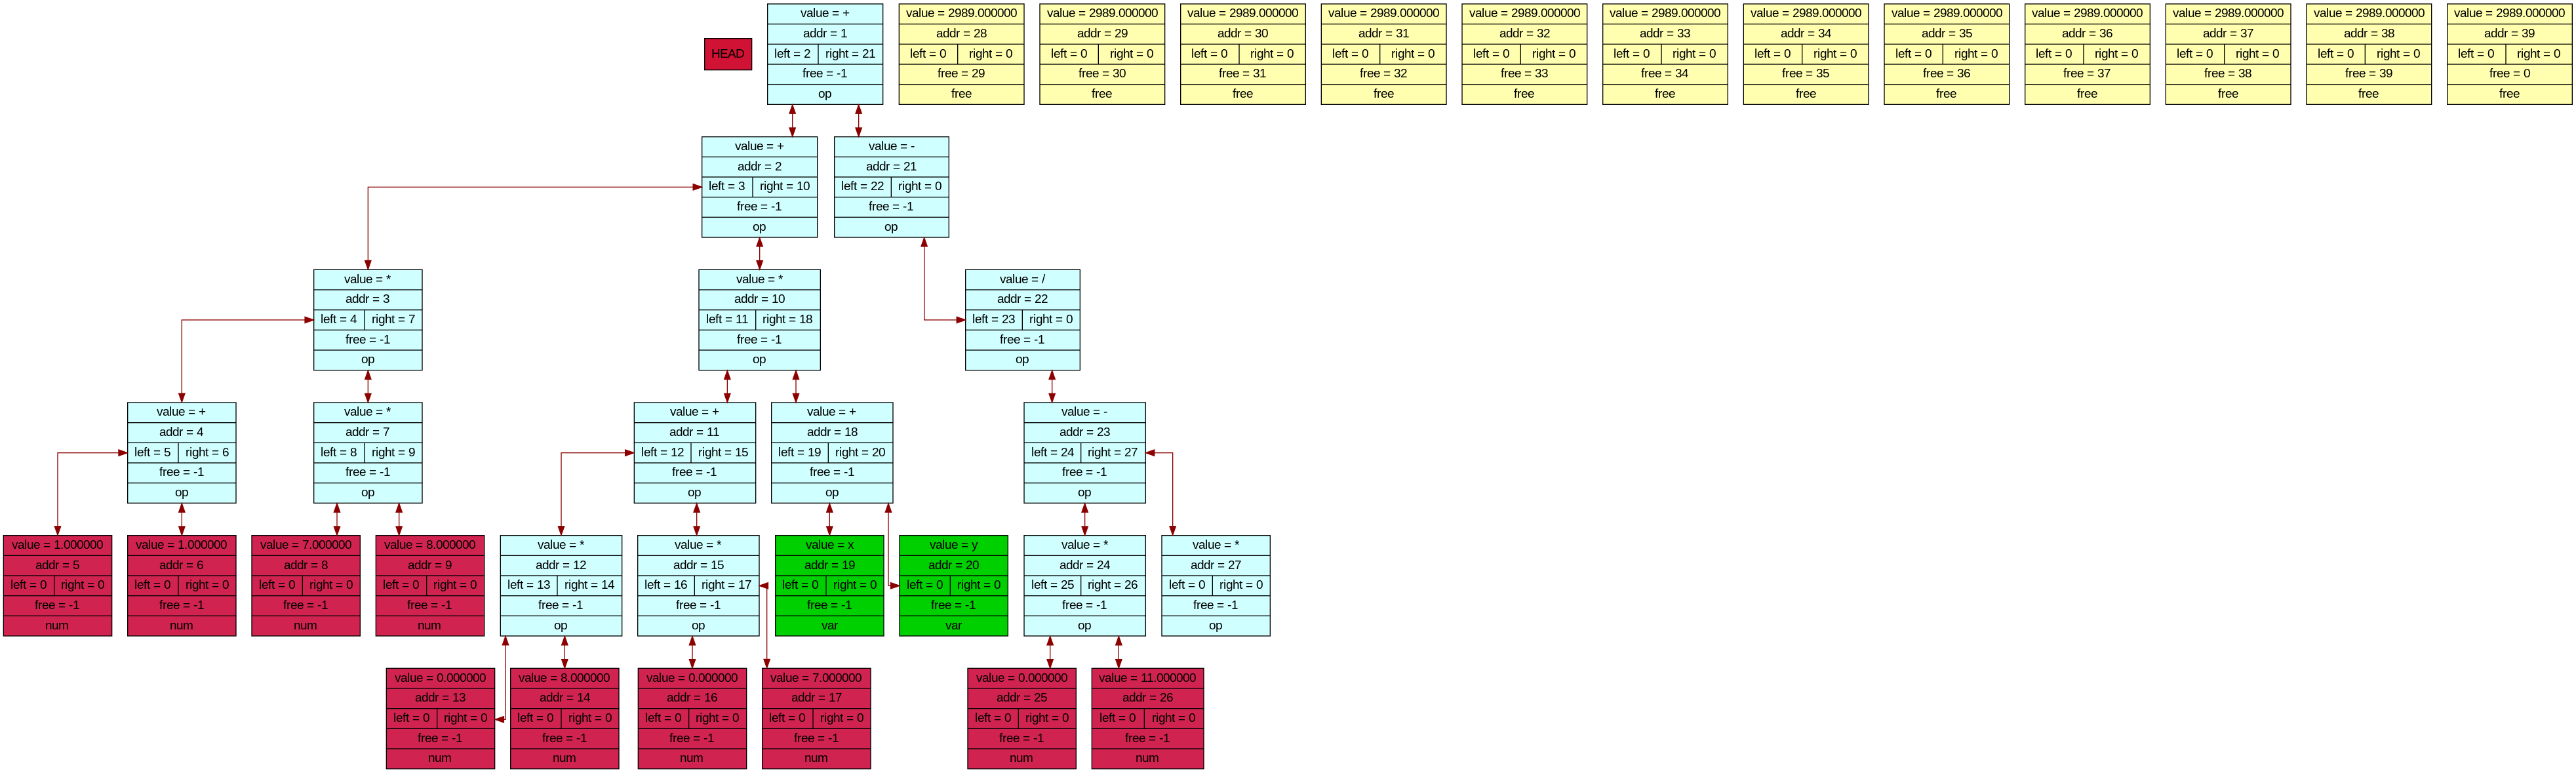 HEAD
value = +
addr = 1
left = 2 right = 21
free = -1
op
value = 2989.000000
addr = 28
left = 0 right = 0
free = 29
free
value = 2989.000000
addr = 29
left = 0 right = 0
free = 30
free
value = 2989.000000
addr = 30
left = 0 right = 0
free = 31
free
value = 2989.000000
addr = 31
left = 0 right = 0
free = 32
free
value = 2989.000000
addr = 32
left = 0 right = 0
free = 33
free
value = 2989.000000
addr = 33
left = 0 right = 0
free = 34
free
value = 2989.000000
addr = 34
left = 0 right = 0
free = 35
free
value = 2989.000000
addr = 35
left = 0 right = 0
free = 36
free
value = 2989.000000
addr = 36
left = 0 right = 0
free = 37
free
value = 2989.000000
addr = 37
left = 0 right = 0
free = 38
free
value = 2989.000000
addr = 38
left = 0 right = 0
free = 39
free
value = 2989.000000
addr = 39
left = 0 right = 0
free = 0
free
value = +
addr = 2
left = 3 right = 10
free = -1
op
value = -
addr = 21
left = 22 right = 0
free = -1
op
value = *
addr = 3
left = 4 right = 7
free = -1
op
value = *
addr = 10
left = 11 right = 18
free = -1
op
value = /
addr = 22
left = 23 right = 0
free = -1
op
value = +
addr = 4
left = 5 right = 6
free = -1
op
value = *
addr = 7
left = 8 right = 9
free = -1
op
value = +
addr = 11
left = 12 right = 15
free = -1
op
value = +
addr = 18
left = 19 right = 20
free = -1
op
value = -
addr = 23
left = 24 right = 27
free = -1
op
value = 1.000000
addr = 5
left = 0 right = 0
free = -1
num
value = 1.000000
addr = 6
left = 0 right = 0
free = -1
num
value = 7.000000
addr = 8
left = 0 right = 0
free = -1
num
value = 8.000000
addr = 9
left = 0 right = 0
free = -1
num
value = *
addr = 12
left = 13 right = 14
free = -1
op
value = *
addr = 15
left = 16 right = 17
free = -1
op
value = x
addr = 19
left = 0 right = 0
free = -1
var
value = y
addr = 20
left = 0 right = 0
free = -1
var
value = *
addr = 24
left = 25 right = 26
free = -1
op
value = *
addr = 27
left = 0 right = 0
free = -1
op
value = 0.000000
addr = 13
left = 0 right = 0
free = -1
num
value = 8.000000
addr = 14
left = 0 right = 0
free = -1
num
value = 0.000000
addr = 16
left = 0 right = 0
free = -1
num
value = 7.000000
addr = 17
left = 0 right = 0
free = -1
num
value = 0.000000
addr = 25
left = 0 right = 0
free = -1
num
value = 11.000000
addr = 26
left = 0 right = 0
free = -1
num